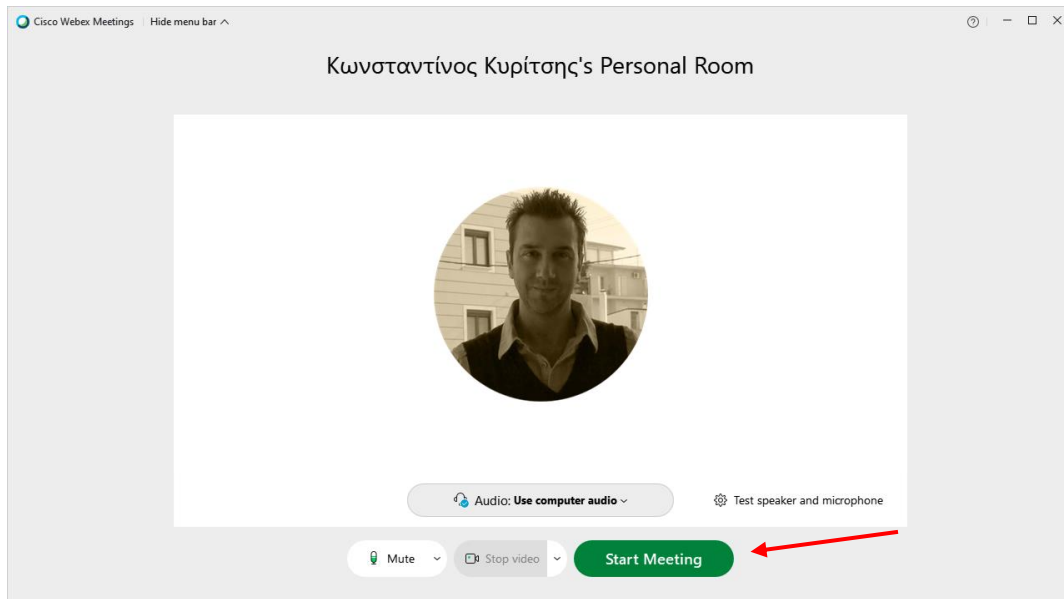 Cisco Webex Meetings Hide menu bar
Κωνσταντίνος Κυρίτσης's Personal Room
Audio: Use computer audio
Test speaker and microphone
Mute
Stop video
Start Meeting